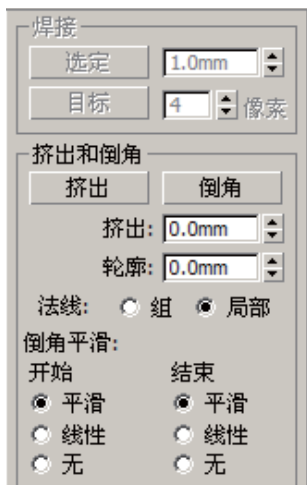 焊接
选定 1.0mm
目标 4 像素
挤出和倒角
挤出 倒角
挤出: 0.0mm
轮廓: 0.0mm
法线: 组 局部
倒角平滑:
开始 结束
平滑 平滑
线性 线性
无 无